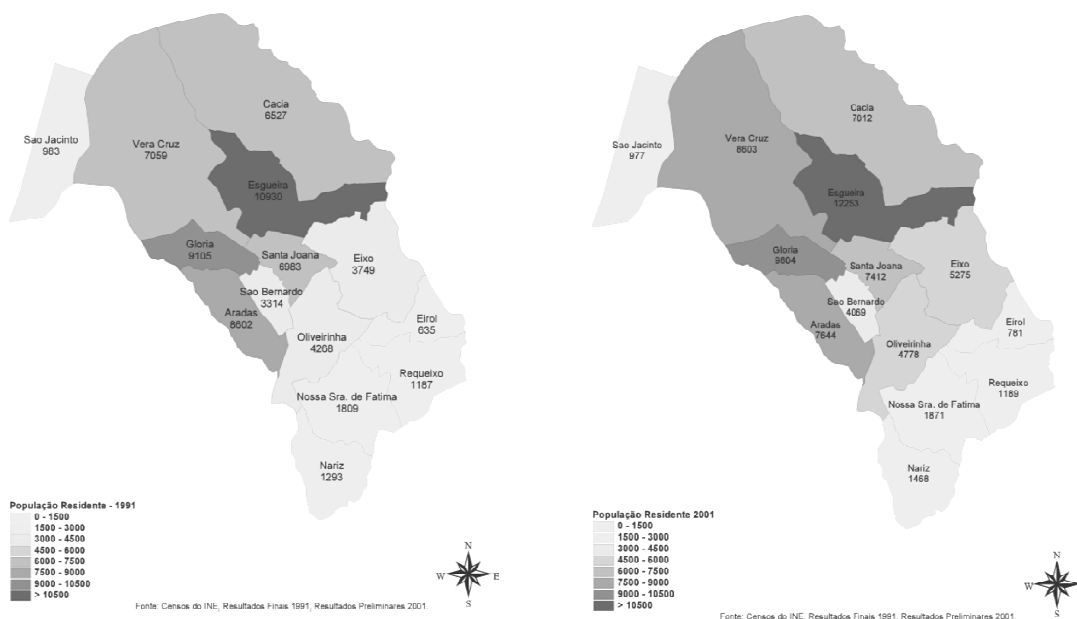 Cacia
6527
Sao Jacinto
983
Vera Cruz
7059
Esgueira
10930
Gloria
9105
Santa Joana
6983
Eixo
3749
Sao Bernardo
3314
Aradas
8602
Eirol
635
Oliveirinha
4268
Requeixo
1187
Nossa Sra. de Fatima
1809
Nariz
1293
População Residente - 1991
0 - 1500
1500 - 3000
3000 - 4500
4500 - 6000
6000 - 7500
7500 - 9000
9000 - 10500
> 10500
N
W E
S
Fonte: Censos do INE, Resultados Finais 1991, Resultados Preliminares 2001.
Cacia
7012
Sao Jacinto
977
Vera Cruz
8603
Esgueira
12253
Gloria
9804
Santa Joana
7412
Eixo
5275
Sao Bernardo
4069
Aradas
7644
Eirol
781
Oliveirinha
4778
Requeixo
1189
Nossa Sra. de Fatima
1871
Nariz
1468
População Residente 2001
0 - 1500
1500 - 3000
3000 - 4500
4500 - 6000
6000 - 7500
7500 - 9000
9000 - 10500
> 10500
N
W
S
Fonte: Censos do INE, Resultados Finais 1991, Resultados Preliminares 2001.